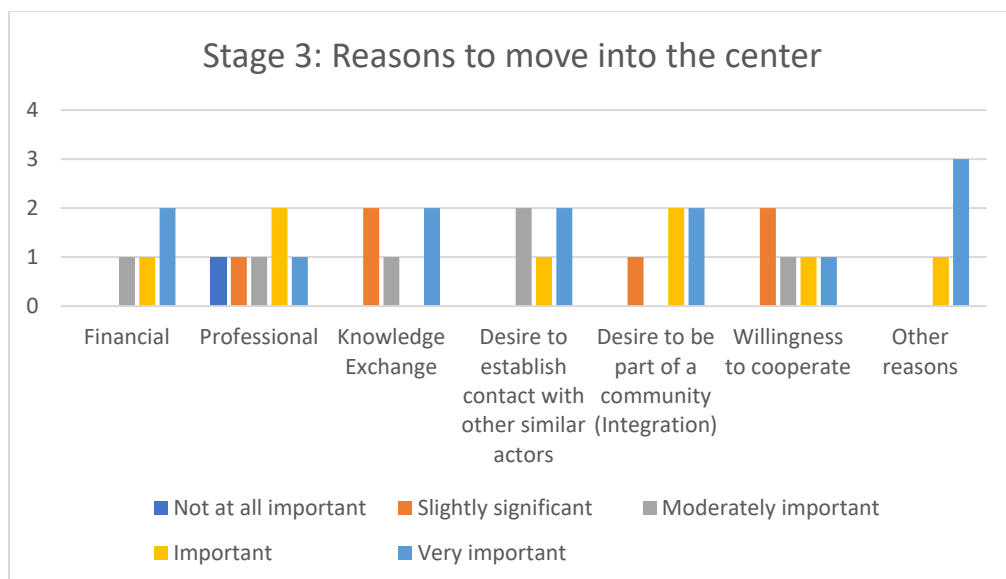 Stage 3: Reasons to move into the center
4
3
2
1
0
Financial
Professional
Knowledge
Exchange
Desire to
establish
contact with
other similar
actors
Desire to be
part of a
community
(Integration)
Willingness
to cooperate
Other
reasons
Not at all important
Slightly significant
Moderately important
Important
Very important